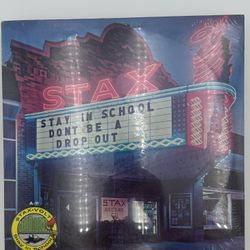 STAX
STAY IN SCHOOL
DONT BE A
DROP OUT
STAX